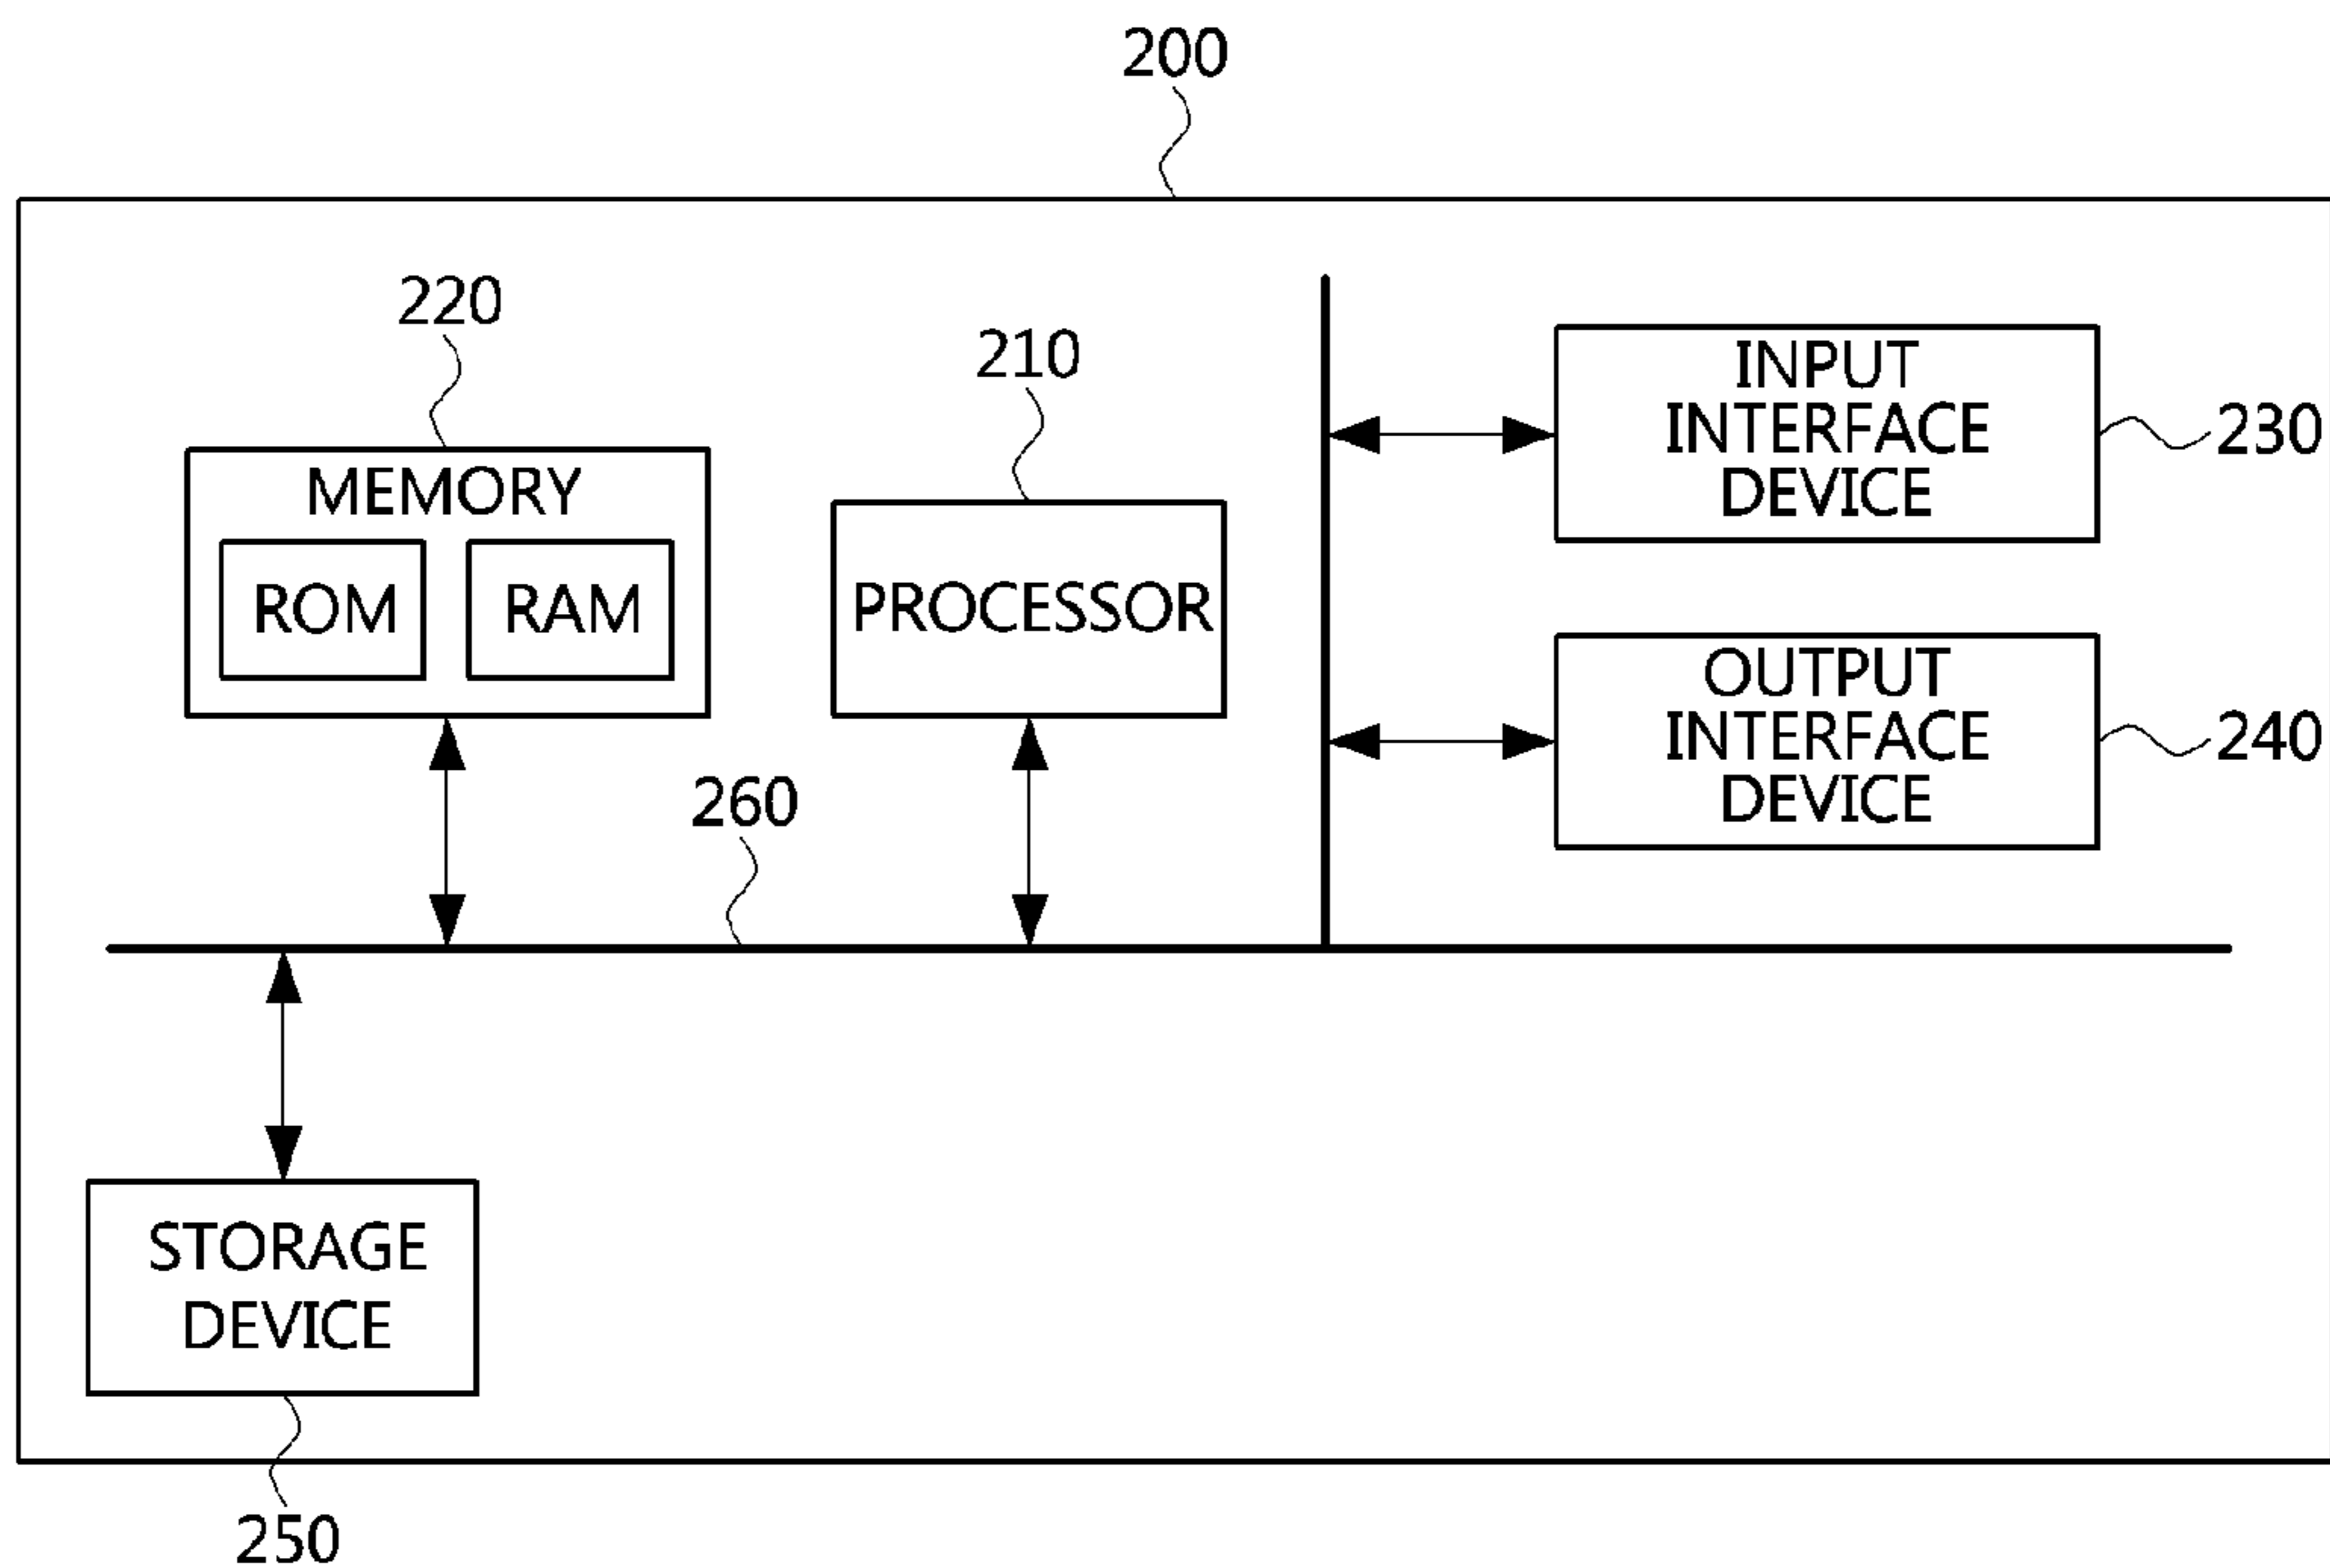 200
220
210
MEMORY
ROM
RAM
PROCESSOR
INPUT
INTERFACE
DEVICE
230
OUTPUT
INTERFACE
DEVICE
240
260
STORAGE
DEVICE
250